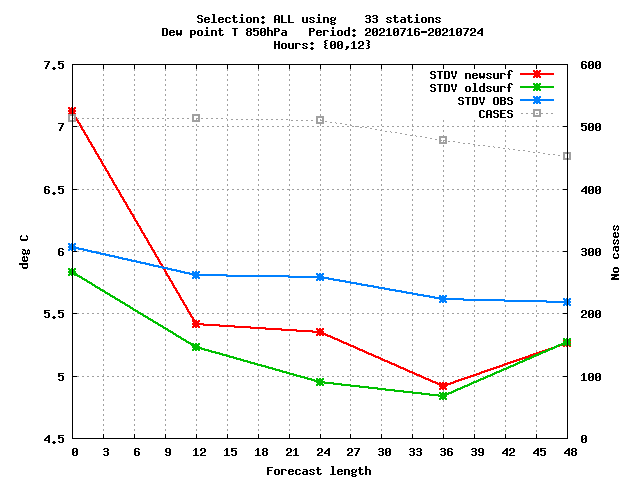 Selection: ALL using    33 stations
Dew point T 850hPa   Period: 20210716-20210724
Hours: {00,12}
7.5
7
6.5
6
5.5
5
4.5
deg C
STDV newsurf
STDV oldsurf
STDV OBS
CASES
600
500
400
300
200
100
0
No cases
0 3 6 9 12 15 18 21 24 27 30 33 36 39 42 45 48
Forecast length